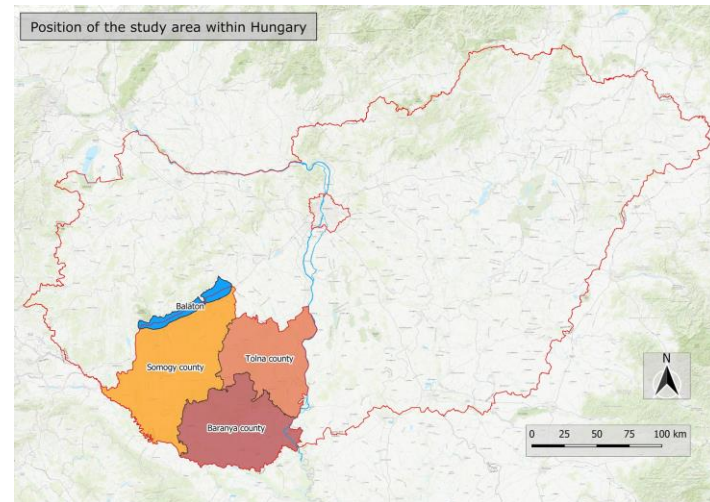 Position of the study area within Hungary
Balaton
Somogy county
Tolna county
Baranya county
N
0 25 50 75 100 km